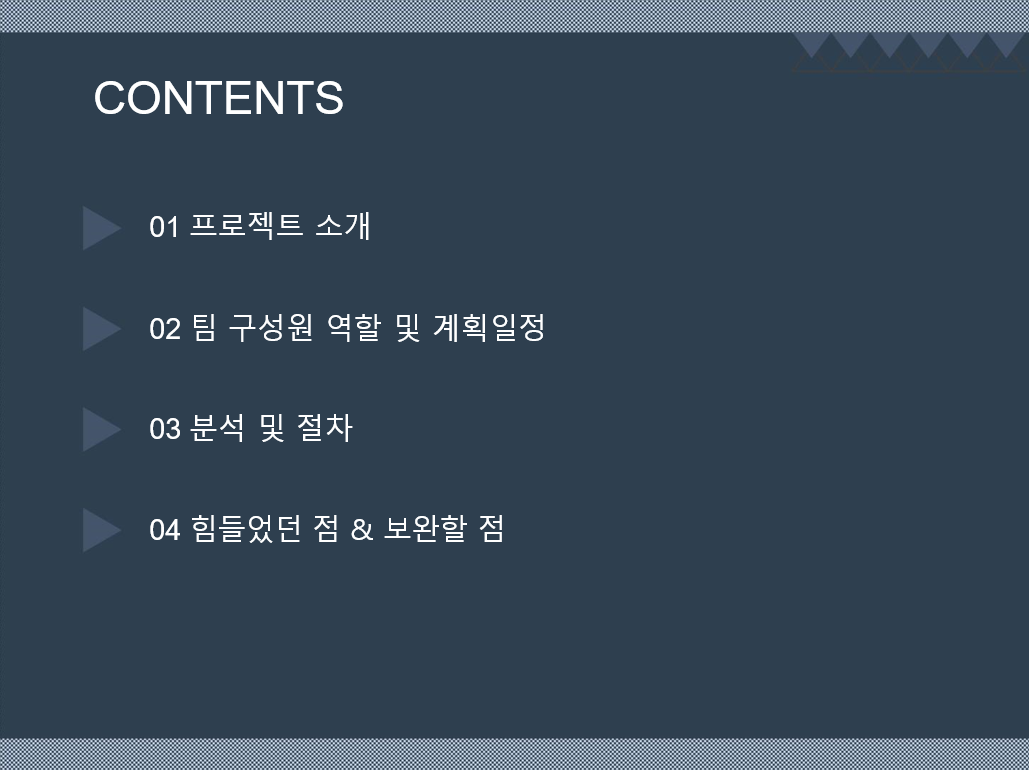 CONTENTS
01 프로젝트 소개
02 팀 구성원 역할 및 계획일정
03 분석 및 절차
04 힘들었던 점 & 보완할 점